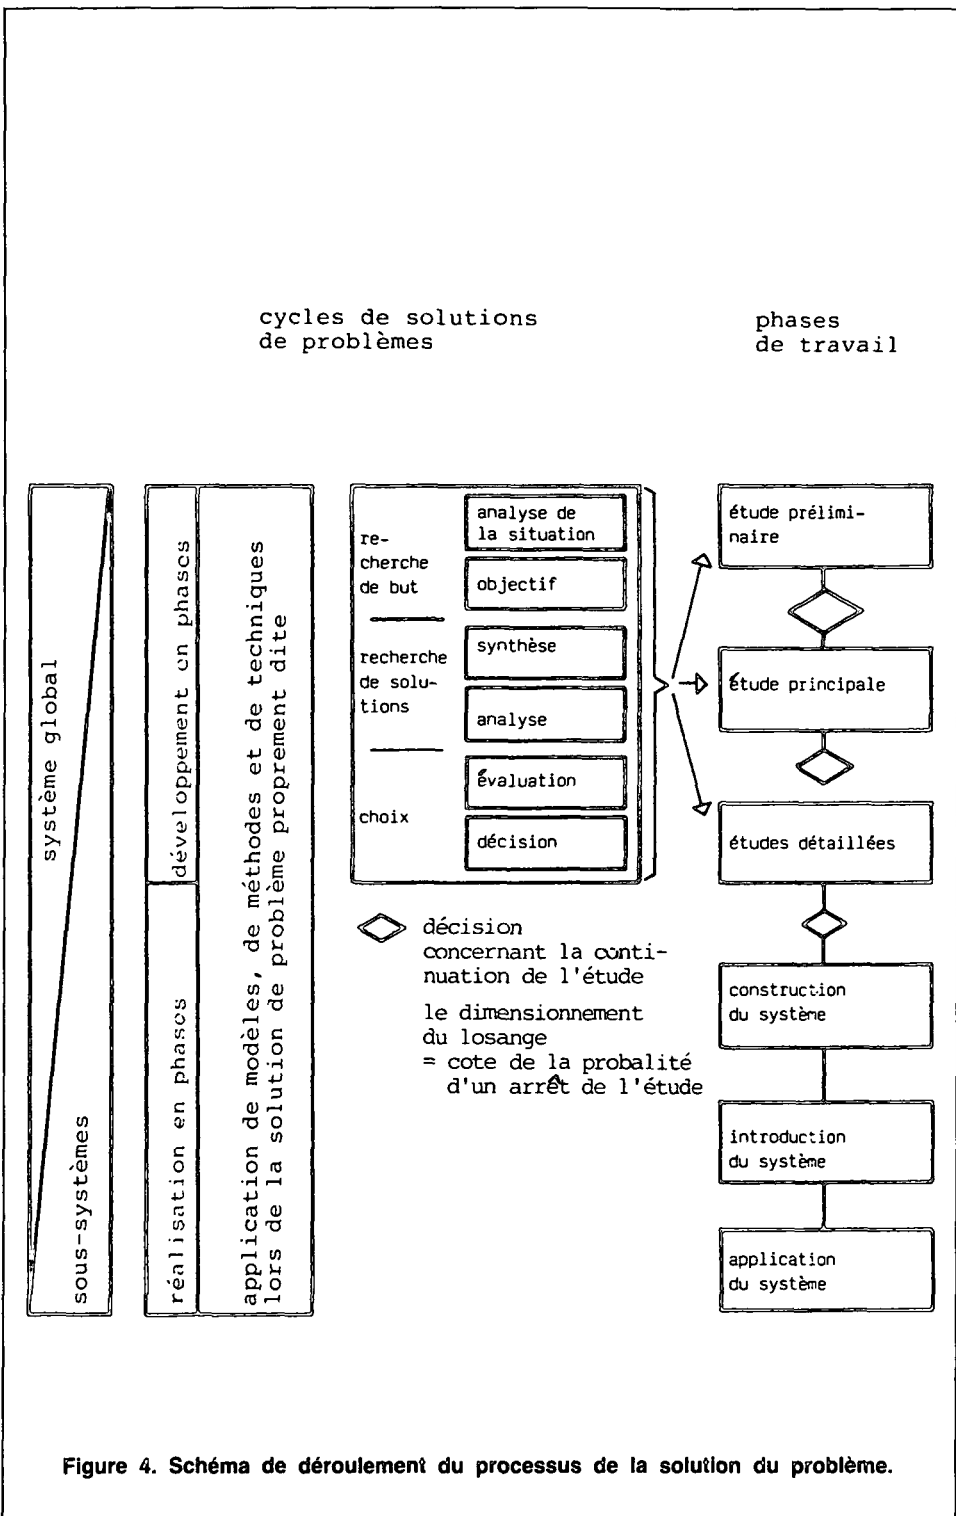 cycles de solutions
de problèmes
phases
de travail
système global
sous-systèmes
développement en phases
réalisation en phases
application de modèles, de méthodes et de techniques
lors de la solution de problème proprement dite
re-
cherche
de but
recherche
de solu-
tions
choix
analyse de
la situation
objectif
synthèse
analyse
évaluation
décision
étude prélimi-
naire
étude principale
études détaillées
construction
du système
introduction
du système
application
du système
décision
concernant la conti-
nuation de l'étude
le dimensionnement
du losange
= cote de la probalité
d'un arrêt de l'étude
Figure 4. Schéma de déroulement du processus de la solution du problème.